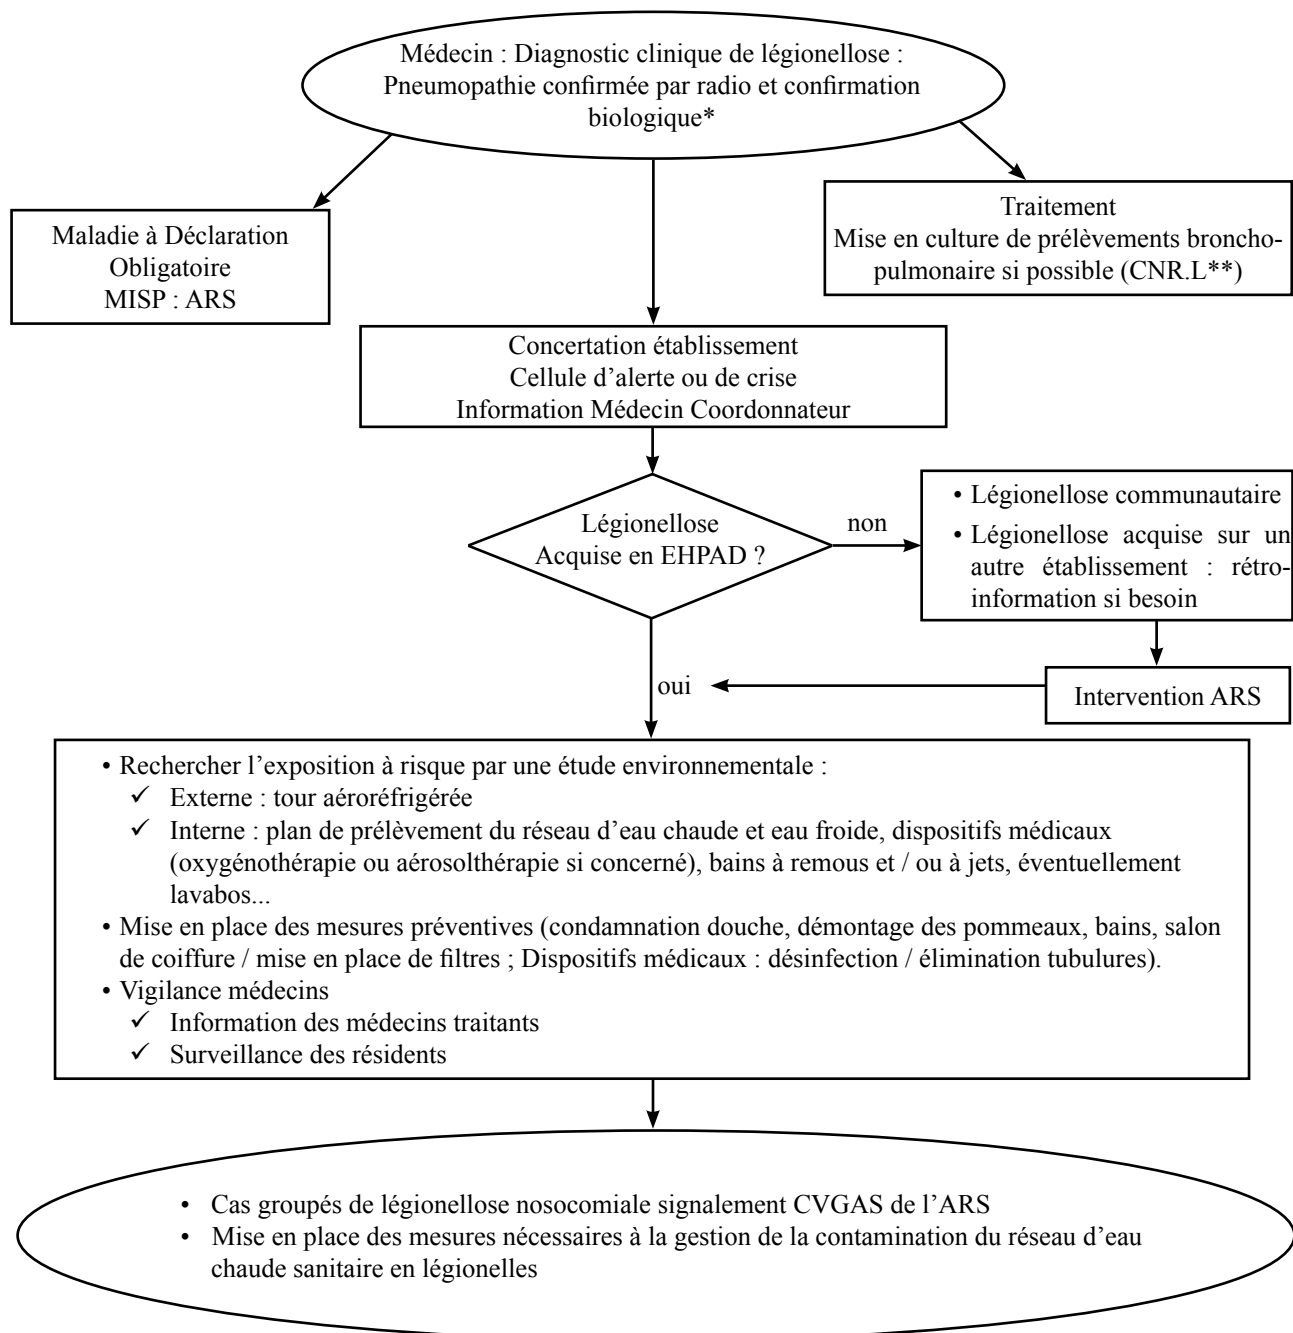 Médecin : Diagnostic clinique de légionellose :
Pneumopathie confirmée par radio et confirmation
biologique*
Maladie à Déclaration
Obligatoire
MISP : ARS
Traitement
Mise en culture de prélèvements broncho-
pulmonaire si possible (CNR.L**)
Concertation établissement
Cellule d’alerte ou de crise
Information Médecin Coordonnateur
Légionellose
Acquise en EHPAD ?
non
• Légionellose communautaire
• Légionellose acquise sur un
autre établissement : rétro-
information si besoin
oui
Intervention ARS
• Rechercher l’exposition à risque par une étude environnementale :
✓ Externe : tour aéroréfrigérée
✓ Interne : plan de prélèvement du réseau d’eau chaude et eau froide, dispositifs médicaux
(oxygénothérapie ou aérosolthérapie si concerné), bains à remous et / ou à jets, éventuellement
lavabos...
• Mise en place des mesures préventives (condamnation douche, démontage des pommeaux, bains, salon
de coiffure / mise en place de filtres ; Dispositifs médicaux : désinfection / élimination tubulures).
• Vigilance médecins
✓ Information des médecins traitants
✓ Surveillance des résidents
• Cas groupés de légionellose nosocomiale signalement CVGAS de l’ARS
• Mise en place des mesures nécessaires à la gestion de la contamination du réseau d’eau
chaude sanitaire en légionelles